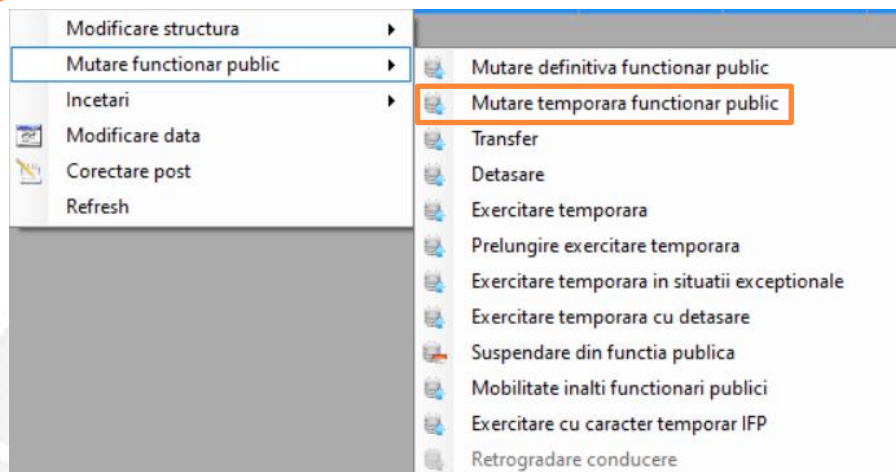 Modificare structura
Mutare functionar public
Incetari
Modificare data
Corectare post
Refresh
Mutare definitiva functionar public
Mutare temporara functionar public
Transfer
Detasare
Exercitare temporara
Prelungire exercitare temporara
Exercitare temporara in situatii exceptionale
Exercitare temporara cu detasare
Suspendare din functia publica
Mobilitate inalti functionari publici
Exercitare cu caracter temporar IFP
Retrogradare conducere